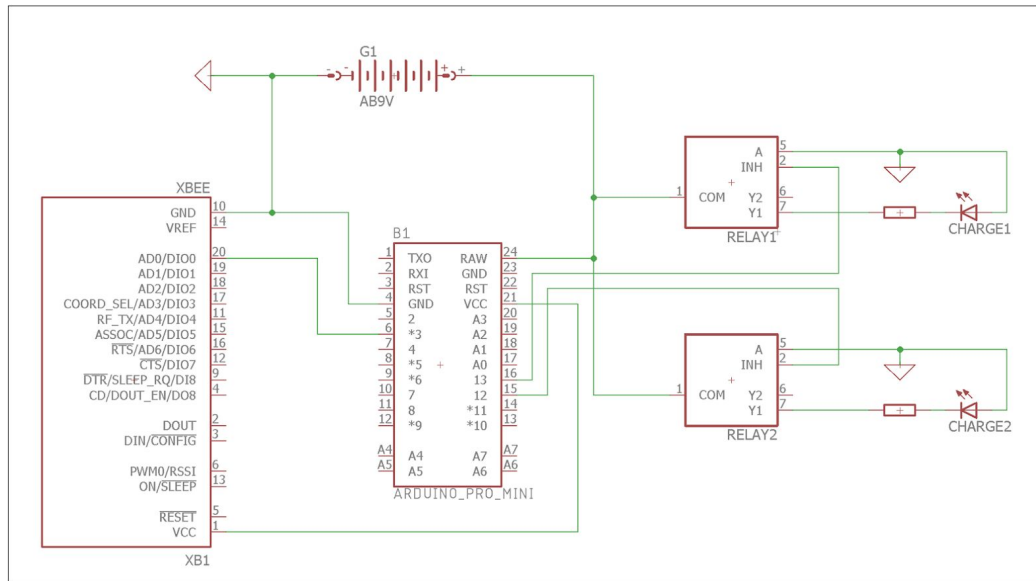 G1
- - + +
AB9V
XBEE
GND 10
VREF 14
AD0/DIO0 20
AD1/DIO1 19
AD2/DIO2 18
COORD_SEL/AD3/DIO3 17
RF_TX/AD4/DIO4 11
ASSOC/AD5/DIO5 15
RTS/AD6/DIO6 16
CTS/DIO7 12
DTR/SLEEP_RQ/DI8 9
CD/DOUT_EN/DO8 4
DOUT 2
DIN/CONFIG 3
PWM0/RSSI 6
ON/SLEEP 13
RESET 5
VCC 1
XB1
B1
1 TXO RAW 24
2 RXI GND 23
3 RST RST 22
4 GND VCC 21
5 2 A3 20
6 *3 A2 19
7 4 A1 18
8 *5 A0 17
9 *6 13 16
10 7 12 15
11 8 *11 14
12 *9 *10 13
A4 A4 A7 A7
A5 A5 A6 A6
ARDUINO_PRO_MINI
A 5
INH 2
1 COM Y2 6
Y1 7
RELAY1
CHARGE1
A 5
INH 2
1 COM Y2 6
Y1 7
RELAY2
CHARGE2